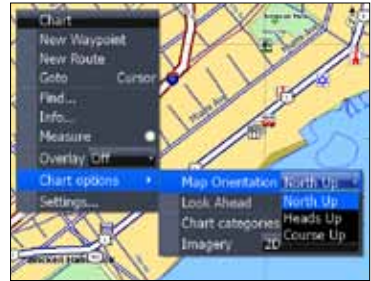 Chart
New Waypoint
New Route
Goto Cursor
Find...
Info...
Measure
Overlay Off
Chart options
Settings...
Map Orientation North Up
Look Ahead North Up
Chart categories Heads Up
Imagery 2D Course Up